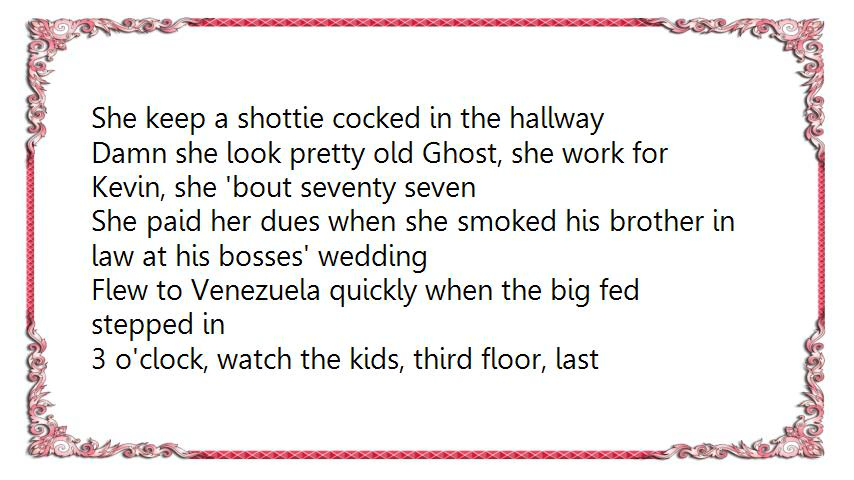 She keep a shottie cocked in the hallway
Damn she look pretty old Ghost, she work for
Kevin, she 'bout seventy seven
She paid her dues when she smoked his brother in
law at his bosses' wedding
Flew to Venezuela quickly when the big fed
stepped in
3 o'clock, watch the kids, third floor, last